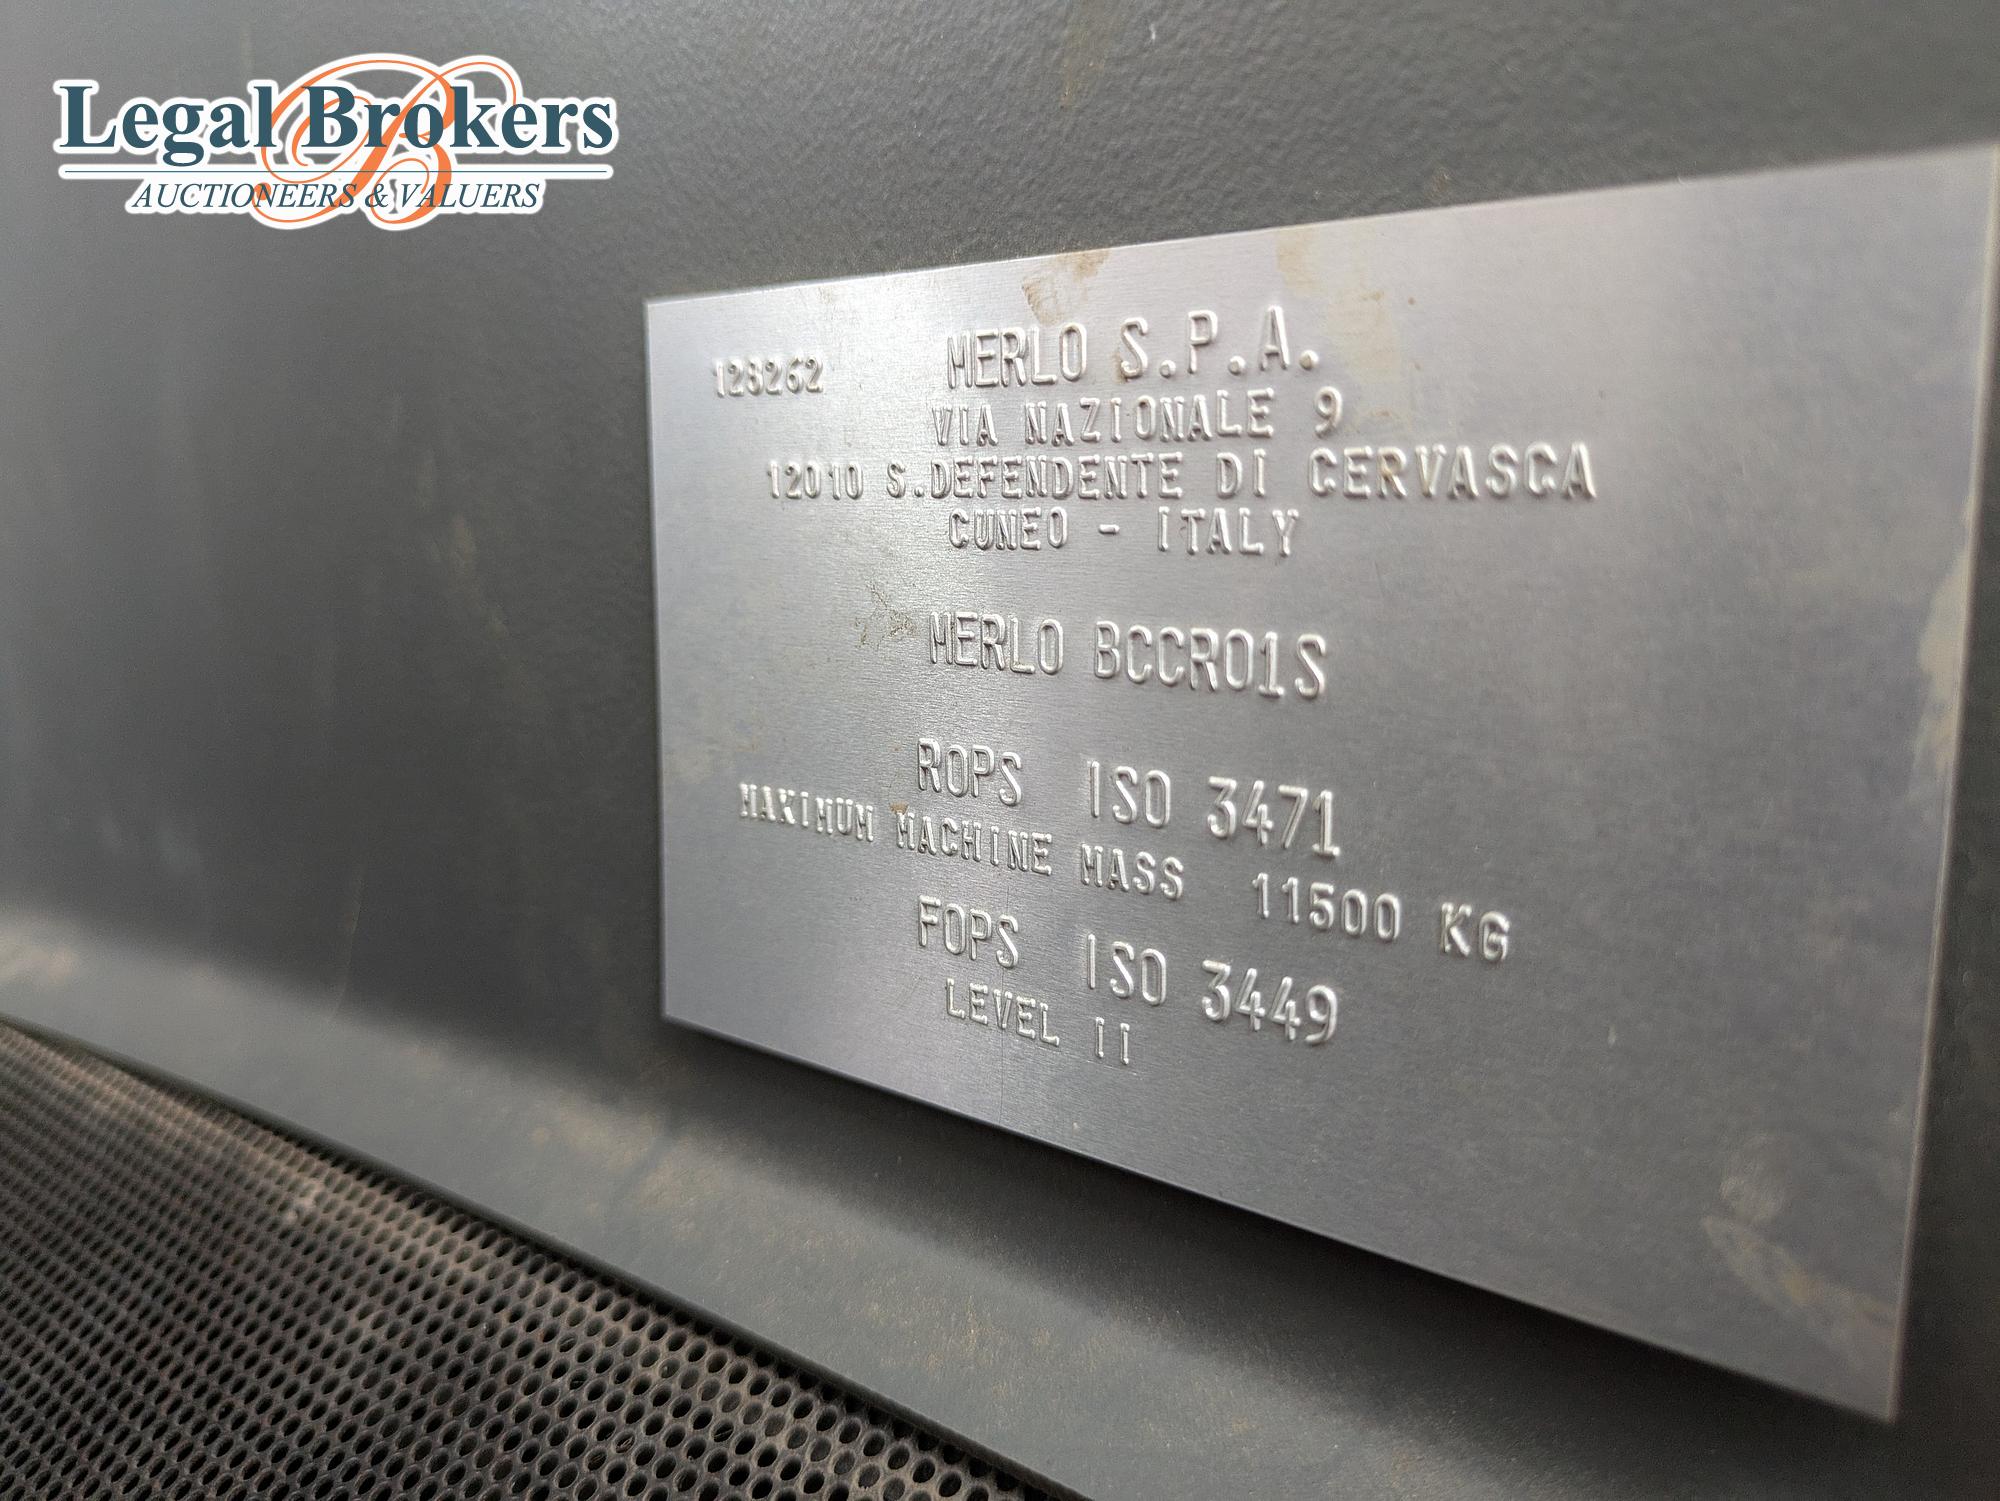 Legal Brokers
AUCTIONEERS & VALUERS
128262 MERLO S.P.A.
VIA NAZIONALE 9
12010 S.DEFENDENTE DI CERVASCA
CUNEO - ITALY
MERLO BCCR01S
ROPS ISO 3471
MAXIMUM MACHINE MASS 11500 KG
FOPS ISO 3449
LEVEL II